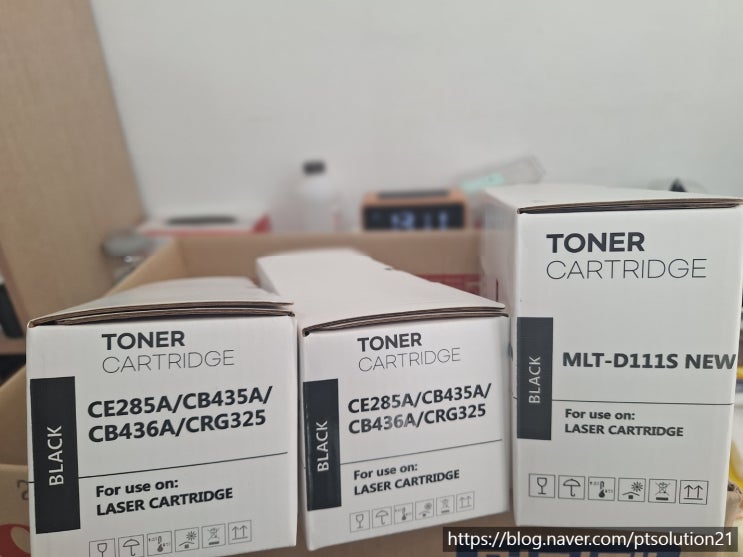 TONER
CARTRIDGE
BLACK
CE285A/CB435A/
CB436A/CRG325
For use on:
LASER CARTRIDGE
TONER
CARTRIDGE
BLACK
CE285A/CB435A/
CB436A/CRG325
For use on:
LASER CARTRIDGE
TONER
CARTRIDGE
BLACK
MLT-D111S NEW
For use on:
LASER CARTRIDGE
https://blog.naver.com/ptsolution21